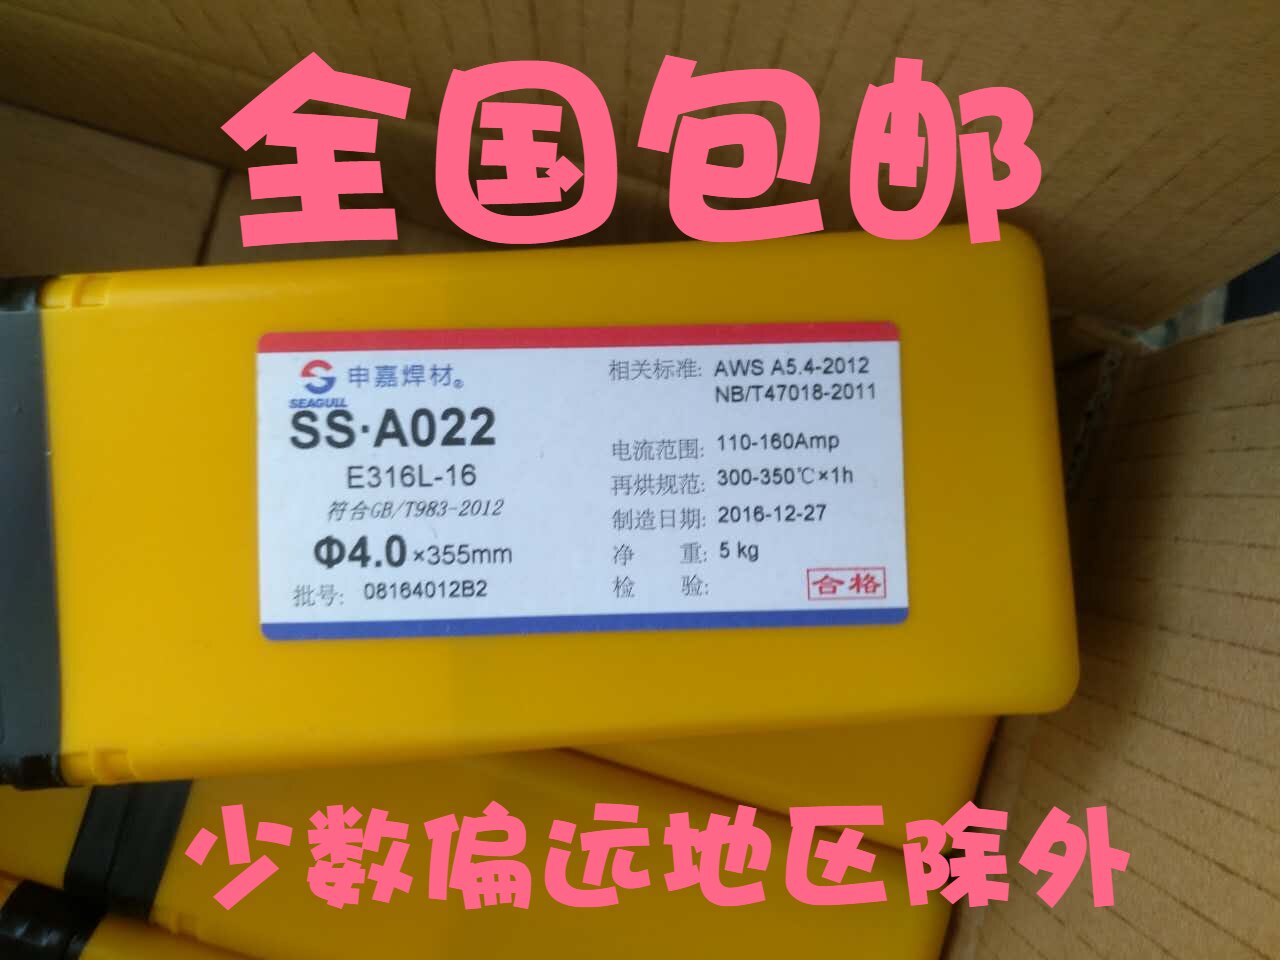 全国包邮
申嘉焊材®
SEAGULL
SS·A022
E316L-16
符合GB/T983-2012
Φ4.0×355mm
批号: 08164012B2
相关标准: AWS A5.4-2012
NB/T47018-2011
电流范围: 110-160Amp
再烘规范: 300-350℃×1h
制造日期: 2016-12-27
净 重: 5 kg
检 验: 合格
少数偏远地区除外